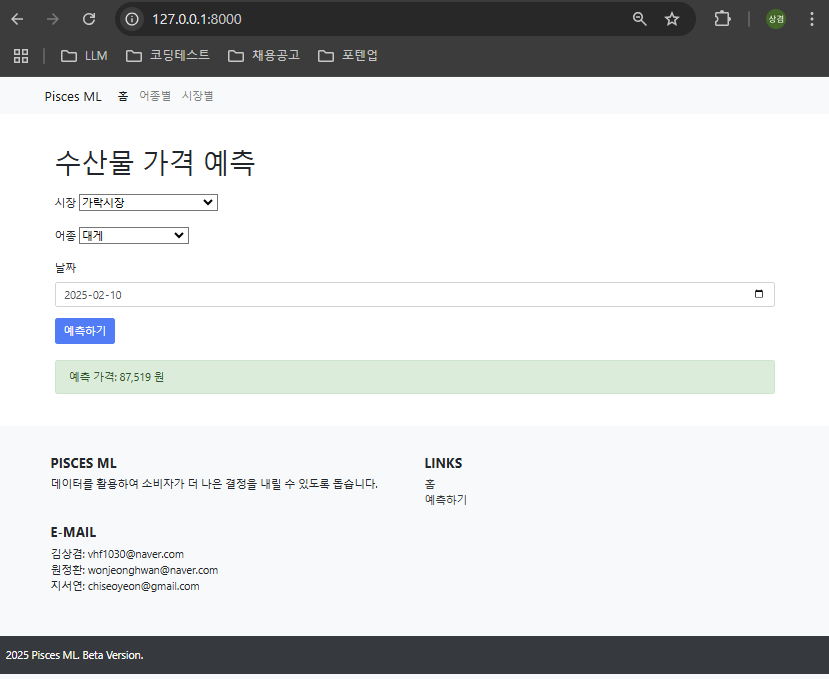 127.0.0.1:8000
상겸
LLM 코딩테스트 채용공고 포텐업
Pisces ML 홈 어종별 시장별
수산물 가격 예측
시장 가락시장
어종 대게
날짜
2025-02-10
예측하기
예측 가격: 87,519 원
PISCES ML
데이터를 활용하여 소비자가 더 나은 결정을 내릴 수 있도록 돕습니다.
LINKS
홈
예측하기
E-MAIL
김상겸: vhf1030@naver.com
원정환: wonjeonghwan@naver.com
지서연: chiseoyeon@gmail.com
2025 Pisces ML. Beta Version.